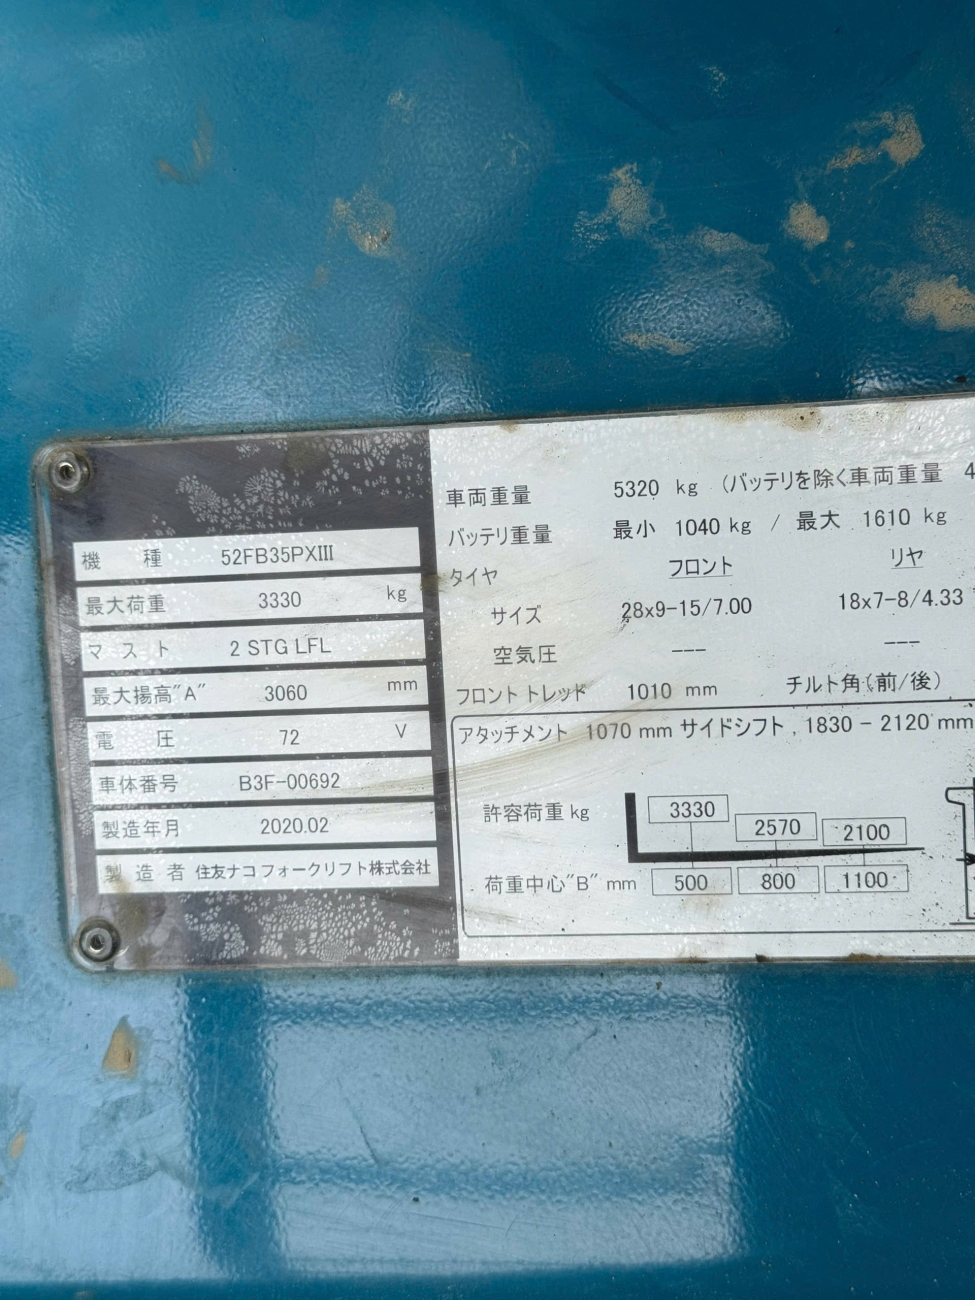 機種 52FB35PXIII
最大荷重 3330 kg
マスト 2 STG LFL
最大揚高"A" 3060 mm
電圧 72 V
車体番号 B3F-00692
製造年月 2020.02
製造者 住友ナコフォークリフト株式会社
車両重量 5320 kg (バッテリを除く車両重量 4
バッテリ重量 最小 1040 kg / 最大 1610 kg
タイヤ フロント リヤ
サイズ 28x9-15/7.00 18x7-8/4.33
空気圧 --- ---
フロント トレッド 1010 mm チルト角(前/後)
アタッチメント 1070 mm サイドシフト , 1830 - 2120 mm
許容荷重 kg 3330 2570 2100
荷重中心"B" mm 500 800 1100